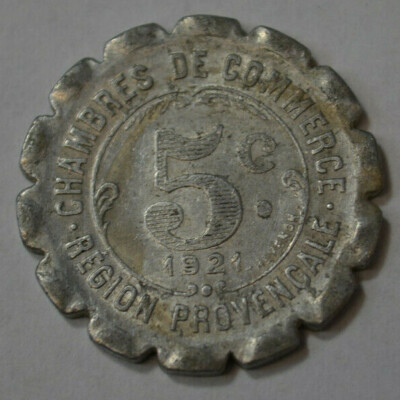 CHAMBRES DE COMMERCE
5c
1921
RÉGION PROVENÇALE